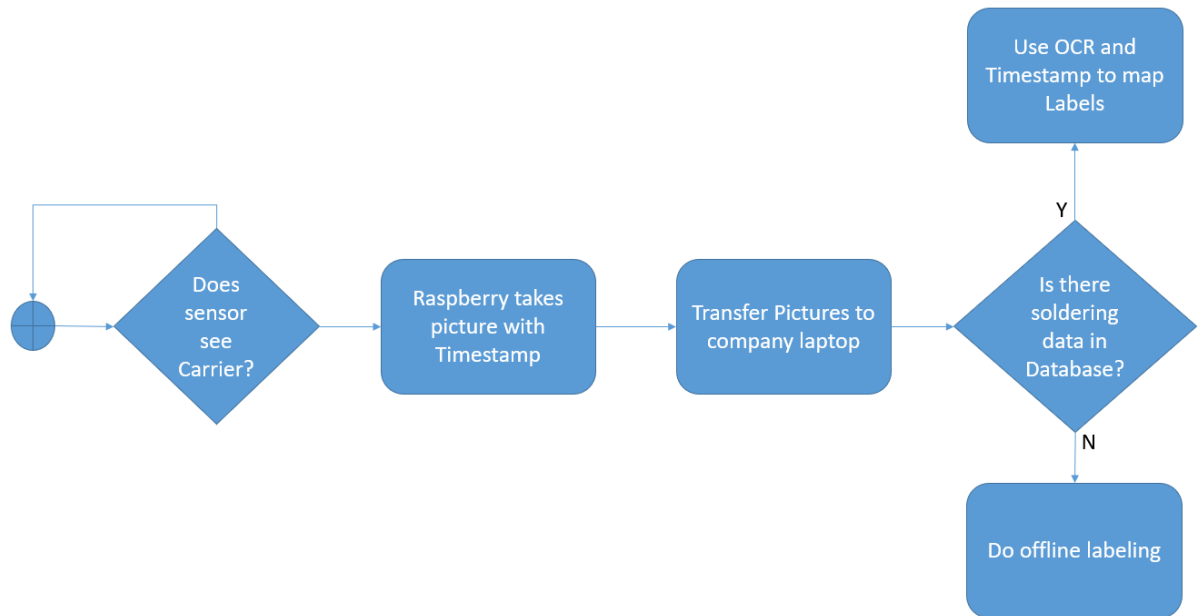 Does
sensor
see
Carrier?
Raspberry takes
picture with
Timestamp
Transfer Pictures to
company laptop
Is there
soldering
data in
Database?
Y
Use OCR and
Timestamp to map
Labels
N
Do offline labeling